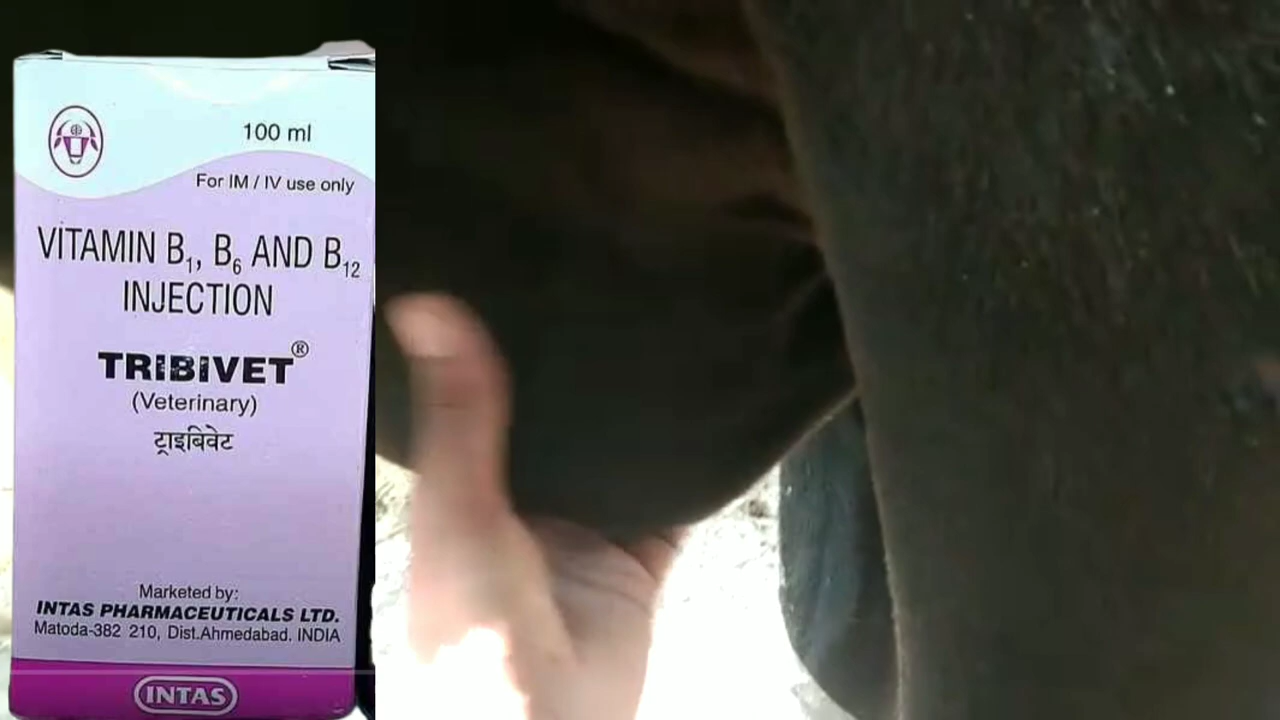 100 ml
For IM / IV use only
VITAMIN B₁, B₆ AND B₁₂
INJECTION
TRIBIVET®
(Veterinary)
ट्राइबिवेट
Marketed by:
INTAS PHARMACEUTICALS LTD.
Matoda-382 210, Dist.Ahmedabad, INDIA
INTAS